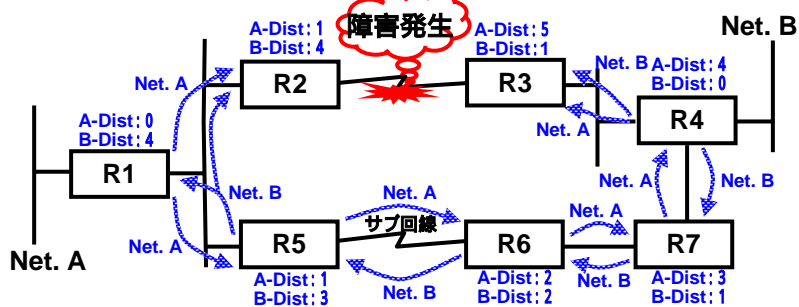 障害発生
Net. B
A-Dist: 1
B-Dist: 4
R2
A-Dist: 5
B-Dist: 1
R3
Net. B
A-Dist: 4
B-Dist: 0
R4
Net. A
Net. A
A-Dist: 0
B-Dist: 4
R1
Net. B
Net. A
Net. A
Net. B
Net. A
サブ回線
Net. A
R5
R6
R7
Net. A
Net. B
Net. B
A-Dist: 1
B-Dist: 3
A-Dist: 2
B-Dist: 2
A-Dist: 3
B-Dist: 1